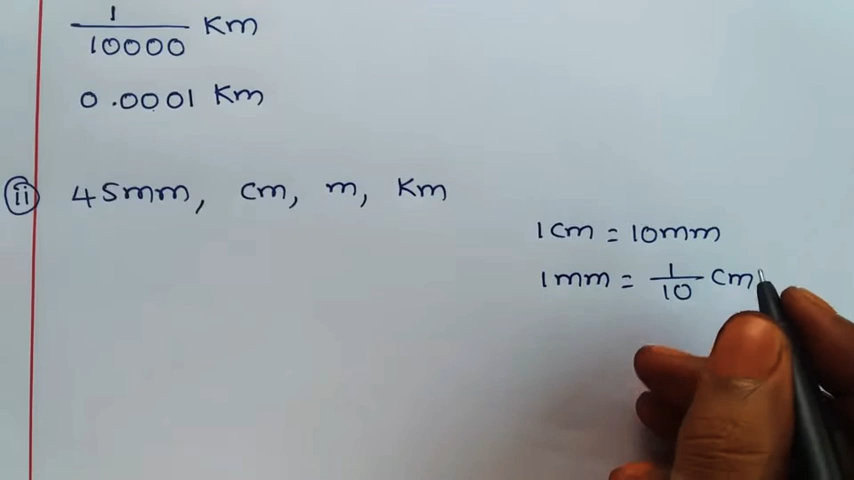 1/10000 Km
0.0001 Km
ii 45mm, cm, m, Km
1cm = 10mm
1mm = 1/10 cm